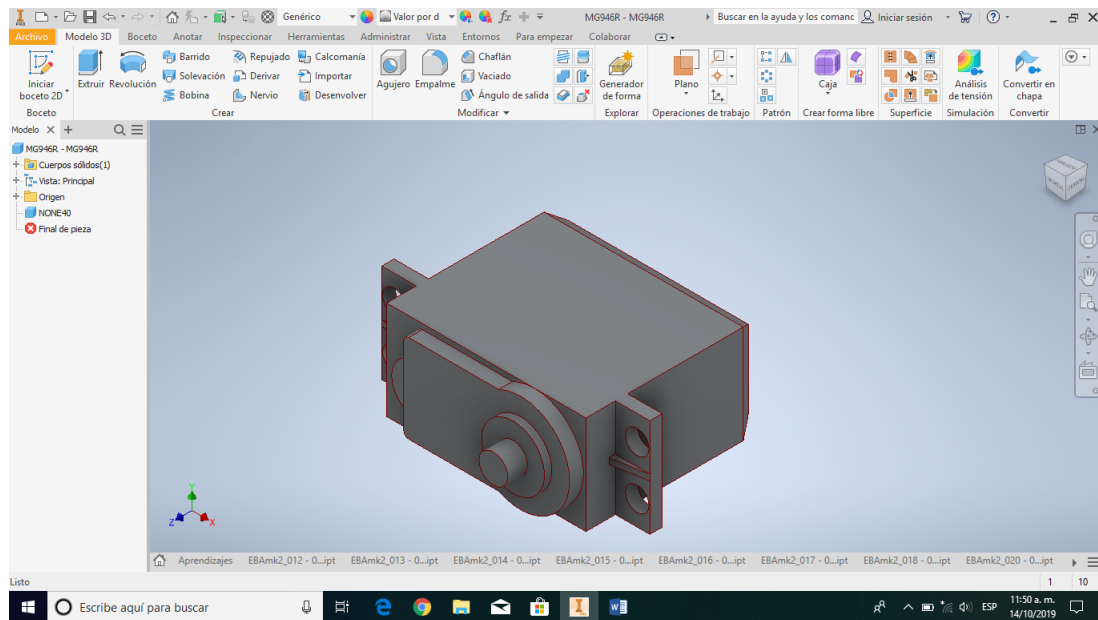 Genérico
Valor por d
fx
MG946R - MG946R
Buscar en la ayuda y los comanc
Iniciar sesión
Archivo Modelo 3D Boceto Anotar Inspeccionar Herramientas Administrar Vista Entornos Para empezar Colaborar
Iniciar boceto 2D
Extruir
Revolución
Barrido
Solevación
Bobina
Repujado
Derivar
Nervio
Calcomanía
Importar
Desenvolver
Agujero
Empalme
Chaflán
Vaciado
Ángulo de salida
Generador de forma
Plano
Caja
Análisis de tensión
Convertir en chapa
Boceto
Crear
Modificar
Explorar
Operaciones de trabajo
Patrón
Crear forma libre
Superficie
Simulación
Convertir
Modelo
MG946R - MG946R
Cuerpos sólidos(1)
Vista: Principal
Origen
NONE40
Final de pieza
Y
Z
X
Aprendizajes
EBAmk2_012 - 0...ipt
EBAmk2_013 - 0...ipt
EBAmk2_014 - 0...ipt
EBAmk2_015 - 0...ipt
EBAmk2_016 - 0...ipt
EBAmk2_017 - 0...ipt
EBAmk2_018 - 0...ipt
EBAmk2_020 - 0...ipt
Listo
1 10
Escribe aquí para buscar
ESP
11:50 a. m.
14/10/2019